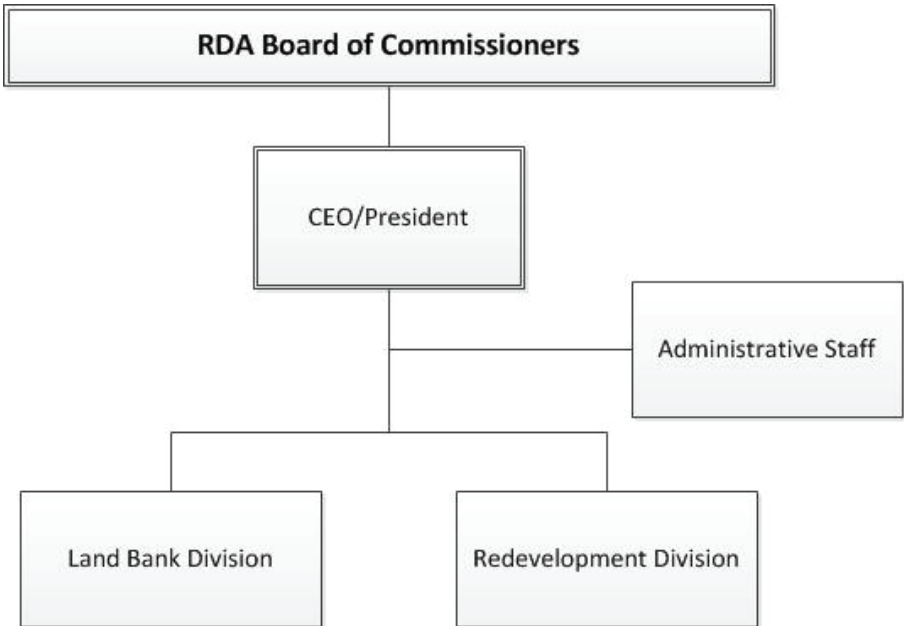 RDA Board of Commissioners
CEO/President
Administrative Staff
Land Bank Division
Redevelopment Division